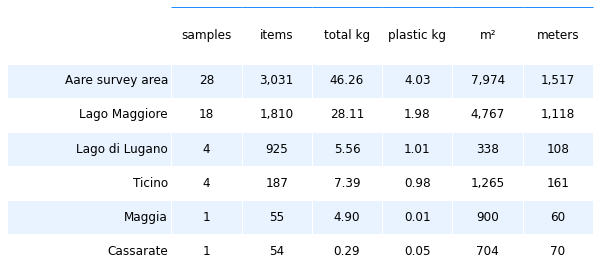 samples items total kg plastic kg m² meters
Aare survey area 28 3,031 46.26 4.03 7,974 1,517
Lago Maggiore 18 1,810 28.11 1.98 4,767 1,118
Lago di Lugano 4 925 5.56 1.01 338 108
Ticino 4 187 7.39 0.98 1,265 161
Maggia 1 55 4.90 0.01 900 60
Cassarate 1 54 0.29 0.05 704 70